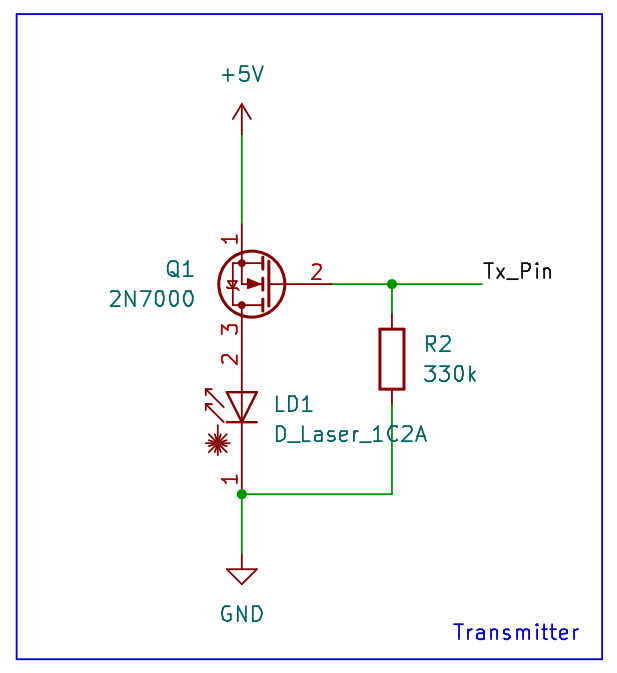 +5V
1
Q1
2N7000
2
Tx_Pin
3
2
R2
330k
LD1
D_Laser_1C2A
1
GND
Transmitter